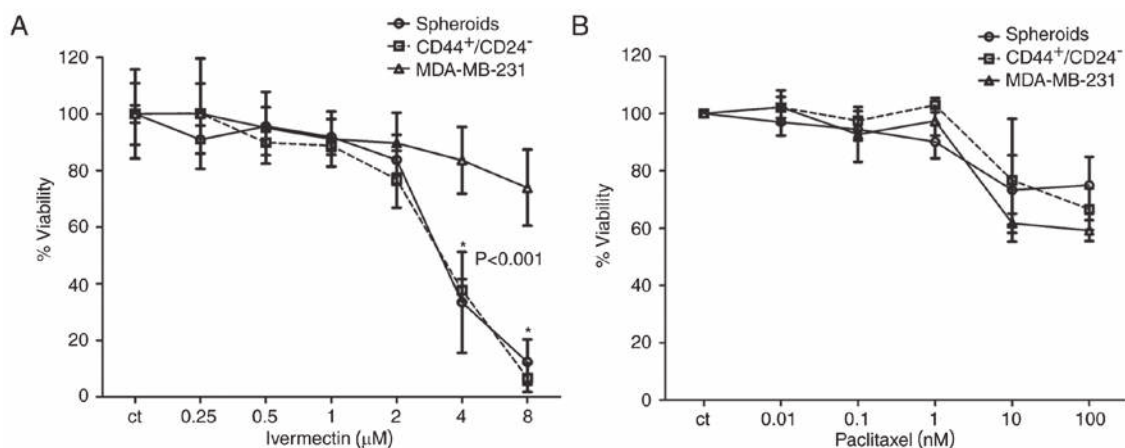 A
Spheroids
CD44⁺/CD24⁻
MDA-MB-231
120
100
80
60
40
20
0
% Viability
*
P<0.001
*
ct 0.25 0.5 1 2 4 8
Ivermectin (μM)
B
Spheroids
CD44⁺/CD24⁻
MDA-MB-231
120
100
80
60
40
20
0
% Viability
ct 0.01 0.1 1 10 100
Paclitaxel (nM)